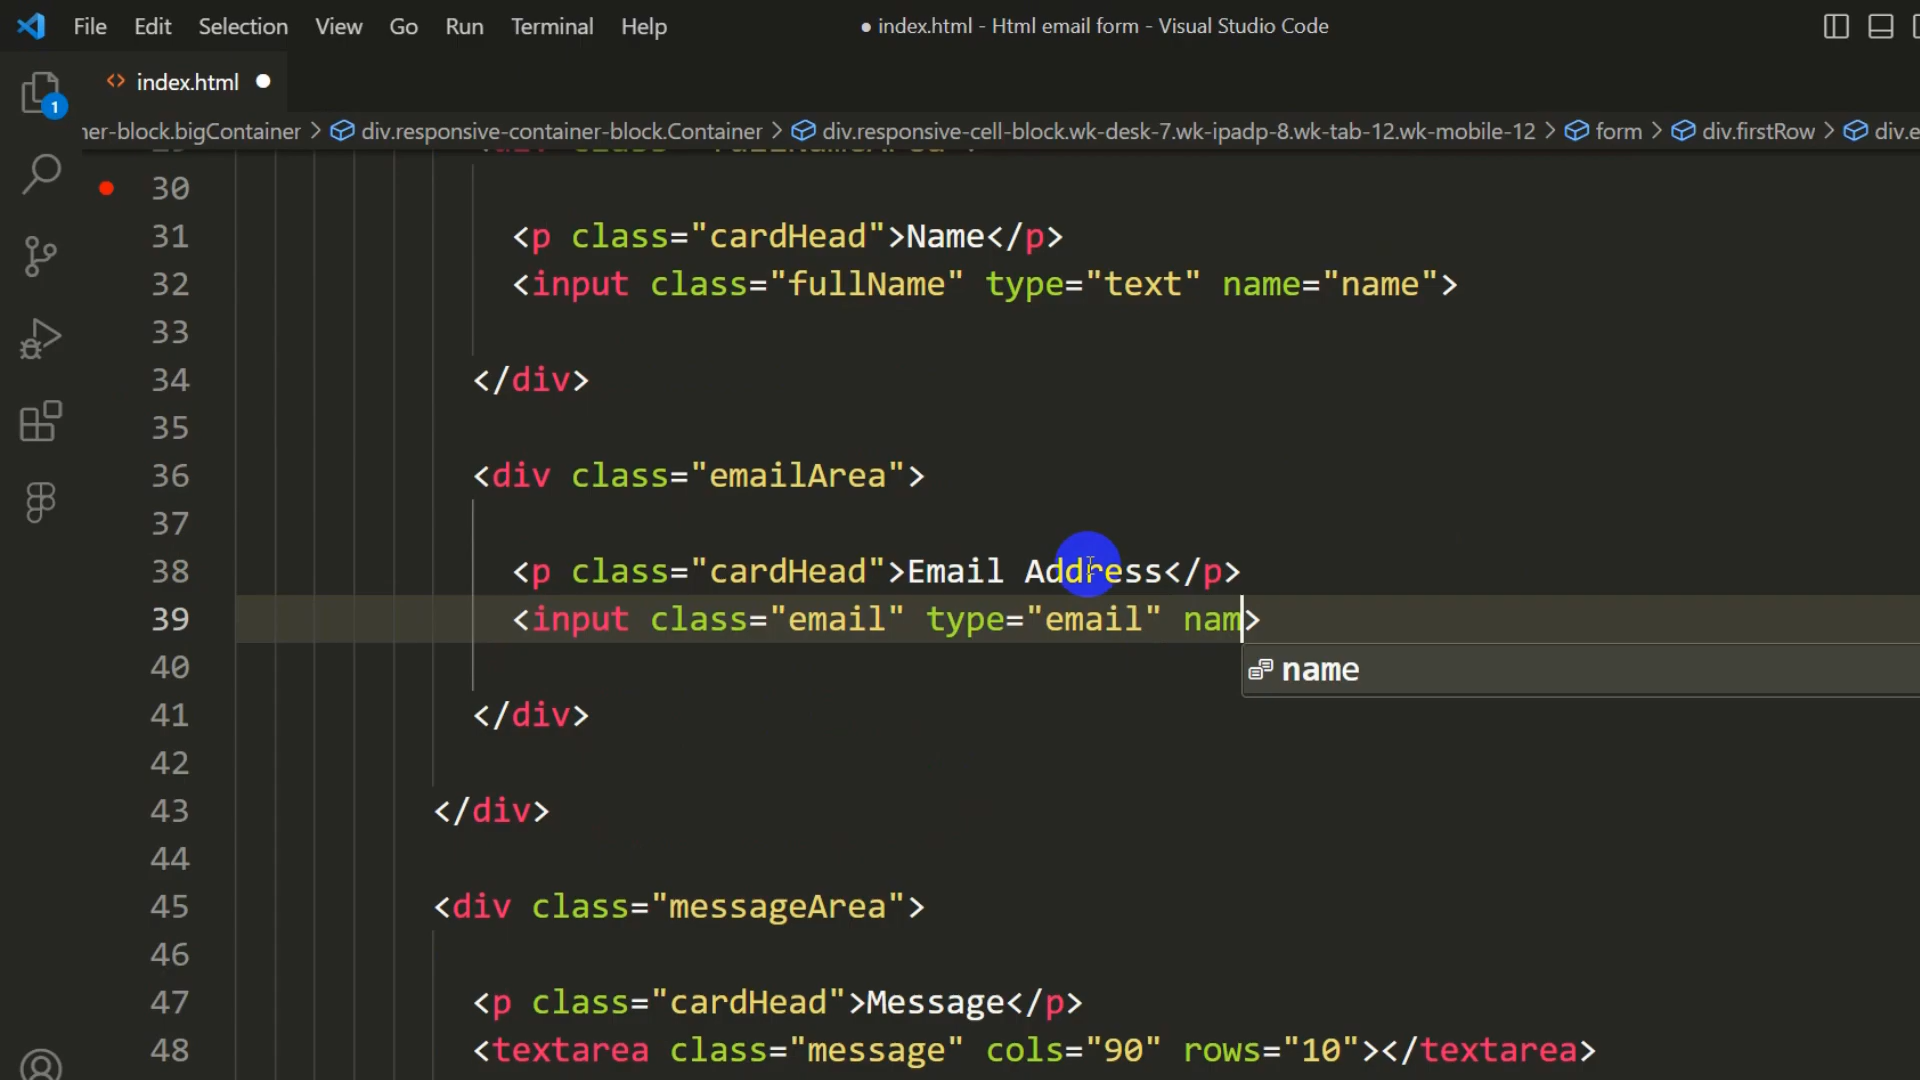 File Edit Selection View Go Run Terminal Help ● index.html - Html email form - Visual Studio Code
<> index.html ●
1
ner-block.bigContainer > div.responsive-container-block.Container > div.responsive-cell-block.wk-desk-7.wk-ipadp-8.wk-tab-12.wk-mobile-12 > form > div.firstRow > div.e
30
31 <p class="cardHead">Name</p>
32 <input class="fullName" type="text" name="name">
33
34 </div>
35
36 <div class="emailArea">
37
38 <p class="cardHead">Email Address</p>
39 <input class="email" type="email" nam>
name
40
41 </div>
42
43 </div>
44
45 <div class="messageArea">
46
47 <p class="cardHead">Message</p>
48 <textarea class="message" cols="90" rows="10"></textarea>